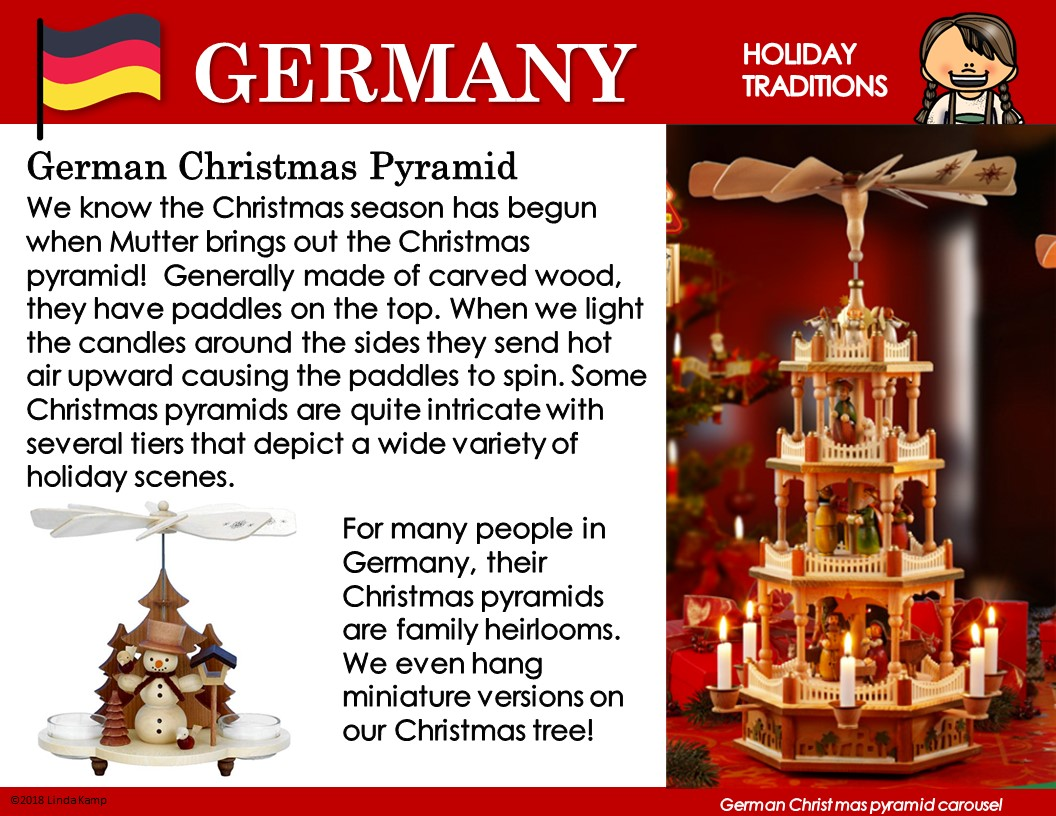 GERMANY
HOLIDAY
TRADITIONS
German Christmas Pyramid
We know the Christmas season has begun
when Mutter brings out the Christmas
pyramid!  Generally made of carved wood,
they have paddles on the top. When we light
the candles around the sides they send hot
air upward causing the paddles to spin. Some
Christmas pyramids are quite intricate with
several tiers that depict a wide variety of
holiday scenes.
For many people in
Germany, their
Christmas pyramids
are family heirlooms.
We even hang
miniature versions on
our Christmas tree!
©2018 Linda Kamp
German Christmas pyramid carousel